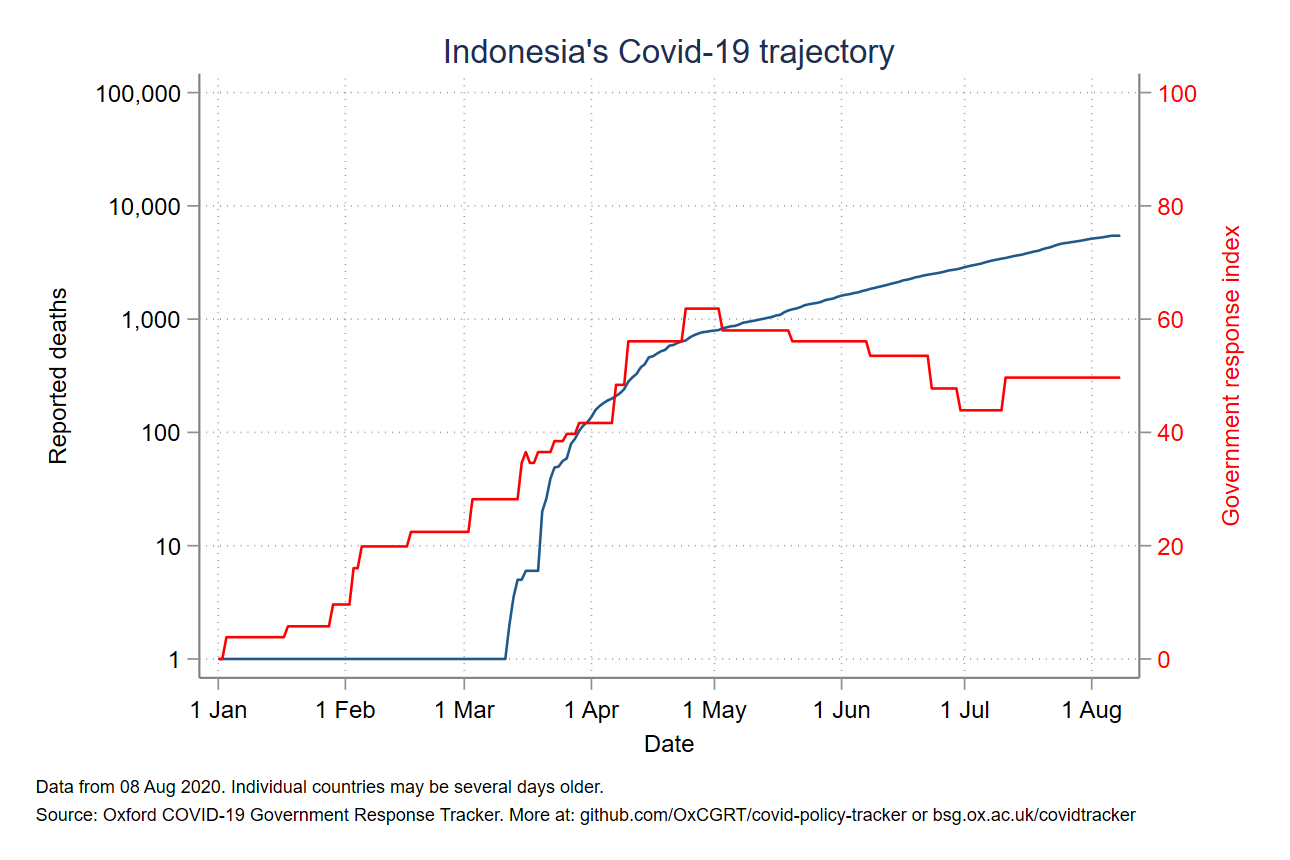 Indonesia's Covid-19 trajectory
100,000
10,000
1,000
100
10
1
Reported deaths
100
80
60
40
20
0
Government response index
1 Jan 1 Feb 1 Mar 1 Apr 1 May 1 Jun 1 Jul 1 Aug
Date
Data from 08 Aug 2020. Individual countries may be several days older.
Source: Oxford COVID-19 Government Response Tracker. More at: github.com/OxCGRT/covid-policy-tracker or bsg.ox.ac.uk/covidtracker